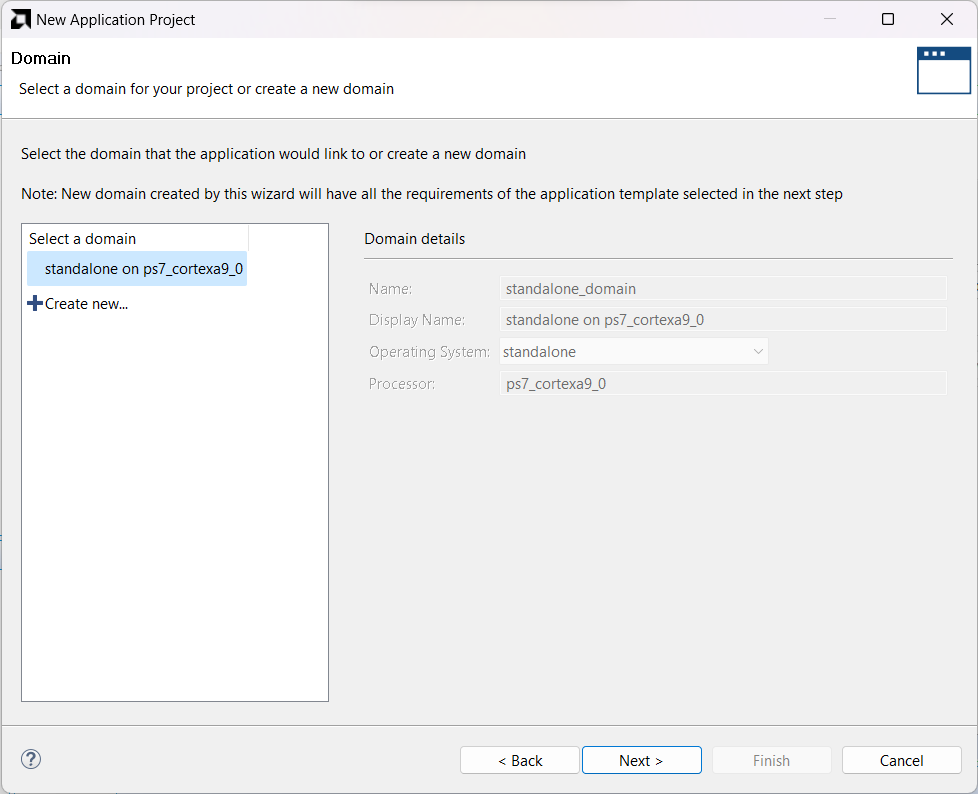 New Application Project
Domain
Select a domain for your project or create a new domain
Select the domain that the application would link to or create a new domain
Note: New domain created by this wizard will have all the requirements of the application template selected in the next step
Select a domain
standalone on ps7_cortexa9_0
Create new...
Domain details
Name: standalone_domain
Display Name: standalone on ps7_cortexa9_0
Operating System: standalone
Processor: ps7_cortexa9_0
?
< Back Next > Finish Cancel